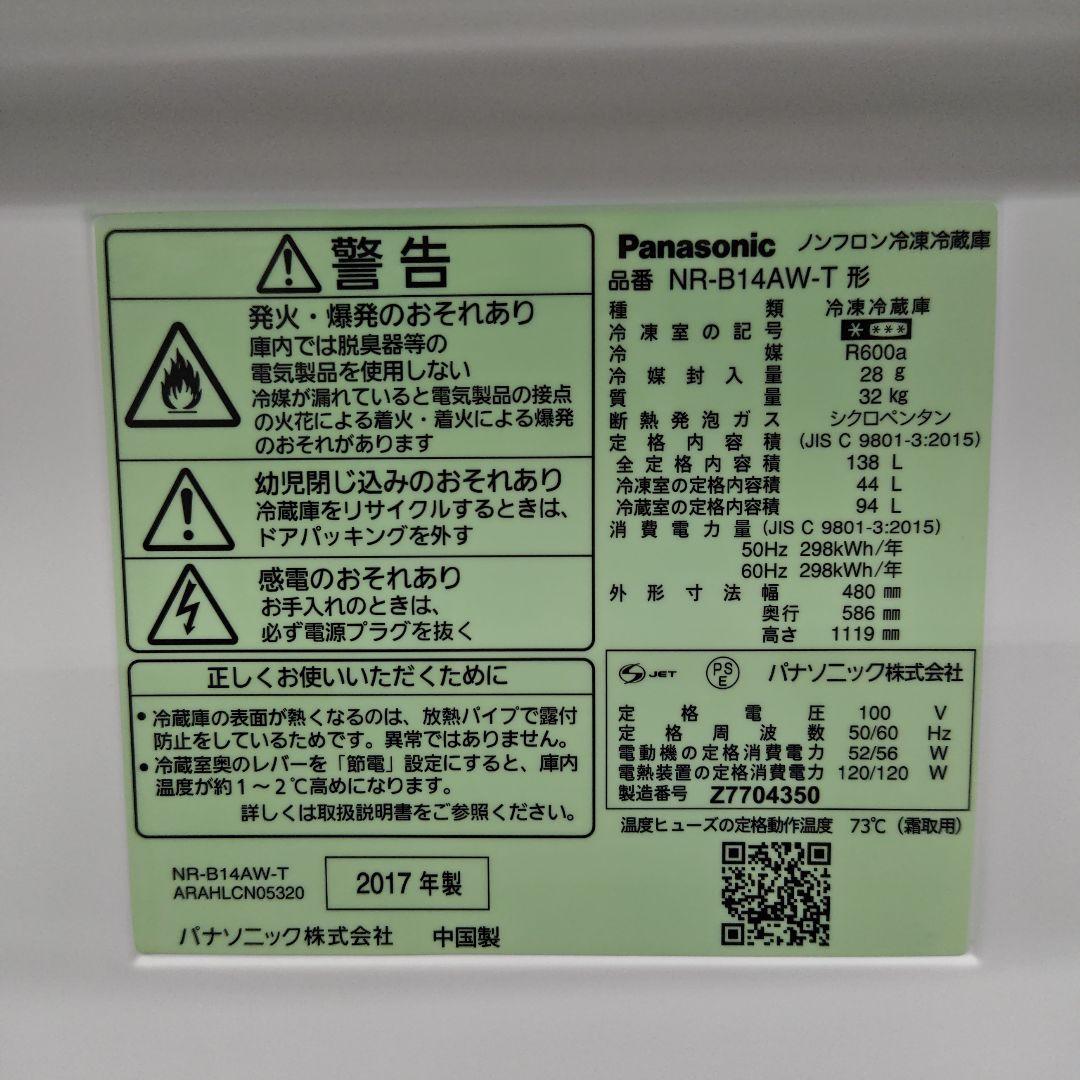 警告
発火・爆発のおそれあり
庫内では脱臭器等の
電気製品を使用しない
冷媒が漏れていると電気製品の接点
の火花による着火・着火による爆発
のおそれがあります
幼児閉じ込みのおそれあり
冷蔵庫をリサイクルするときは、
ドアパッキングを外す
感電のおそれあり
お手入れのときは、
必ず電源プラグを抜く
正しくお使いいただくために
• 冷蔵庫の表面が熱くなるのは、放熱パイプで露付
防止をしているためです。異常ではありません。
• 冷蔵室奥のレバーを「節電」設定にすると、庫内
温度が約1~2℃高めになります。
詳しくは取扱説明書をご参照ください。
NR-B14AW-T
ARAHLCN05320
2017年製
パナソニック株式会社 中国製
Panasonic ノンフロン冷凍冷蔵庫
品番 NR-B14AW-T 形
種類 冷凍冷蔵庫
冷凍室の記号 * ***
冷媒 R600a
冷媒封入量 28 g
質量 32 kg
断熱発泡ガス シクロペンタン
定格内容積 (JIS C 9801-3:2015)
全定格内容積 138 L
冷凍室の定格内容積 44 L
冷蔵室の定格内容積 94 L
消費電力量 (JIS C 9801-3:2015)
50Hz 298kWh/年
60Hz 298kWh/年
外形寸法 幅 480 mm
奥行 586 mm
高さ 1119 mm
S JET PS E パナソニック株式会社
定格電圧 100 V
定格周波数 50/60 Hz
電動機の定格消費電力 52/56 W
電熱装置の定格消費電力 120/120 W
製造番号 Z7704350
温度ヒューズの定格動作温度 73℃(霜取用)